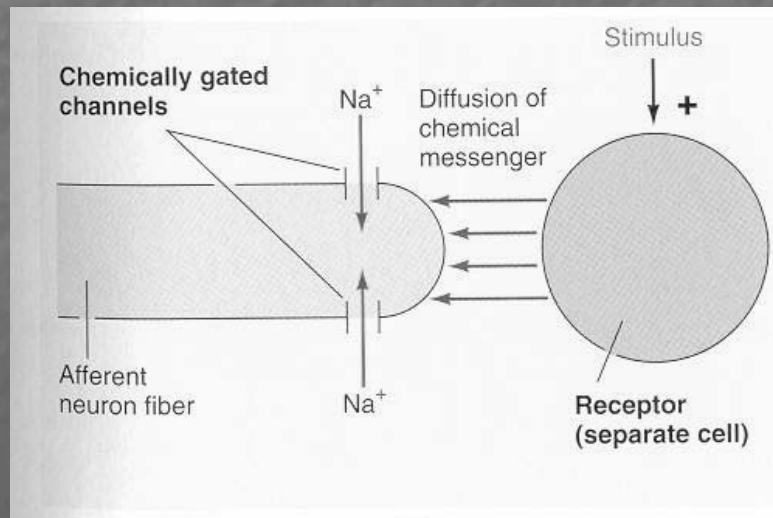 Stimulus
+
Chemically gated
channels
Na+
Diffusion of
chemical
messenger
Afferent
neuron fiber
Na+
Receptor
(separate cell)